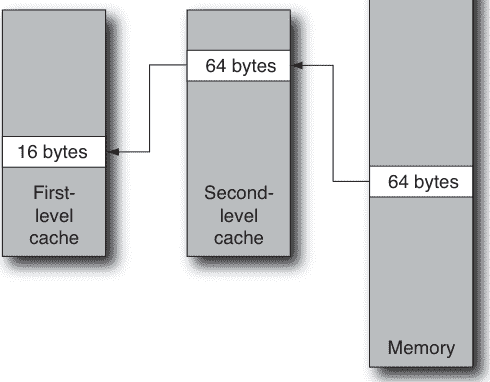 16 bytes
First-
level
cache
64 bytes
Second-
level
cache
64 bytes
Memory